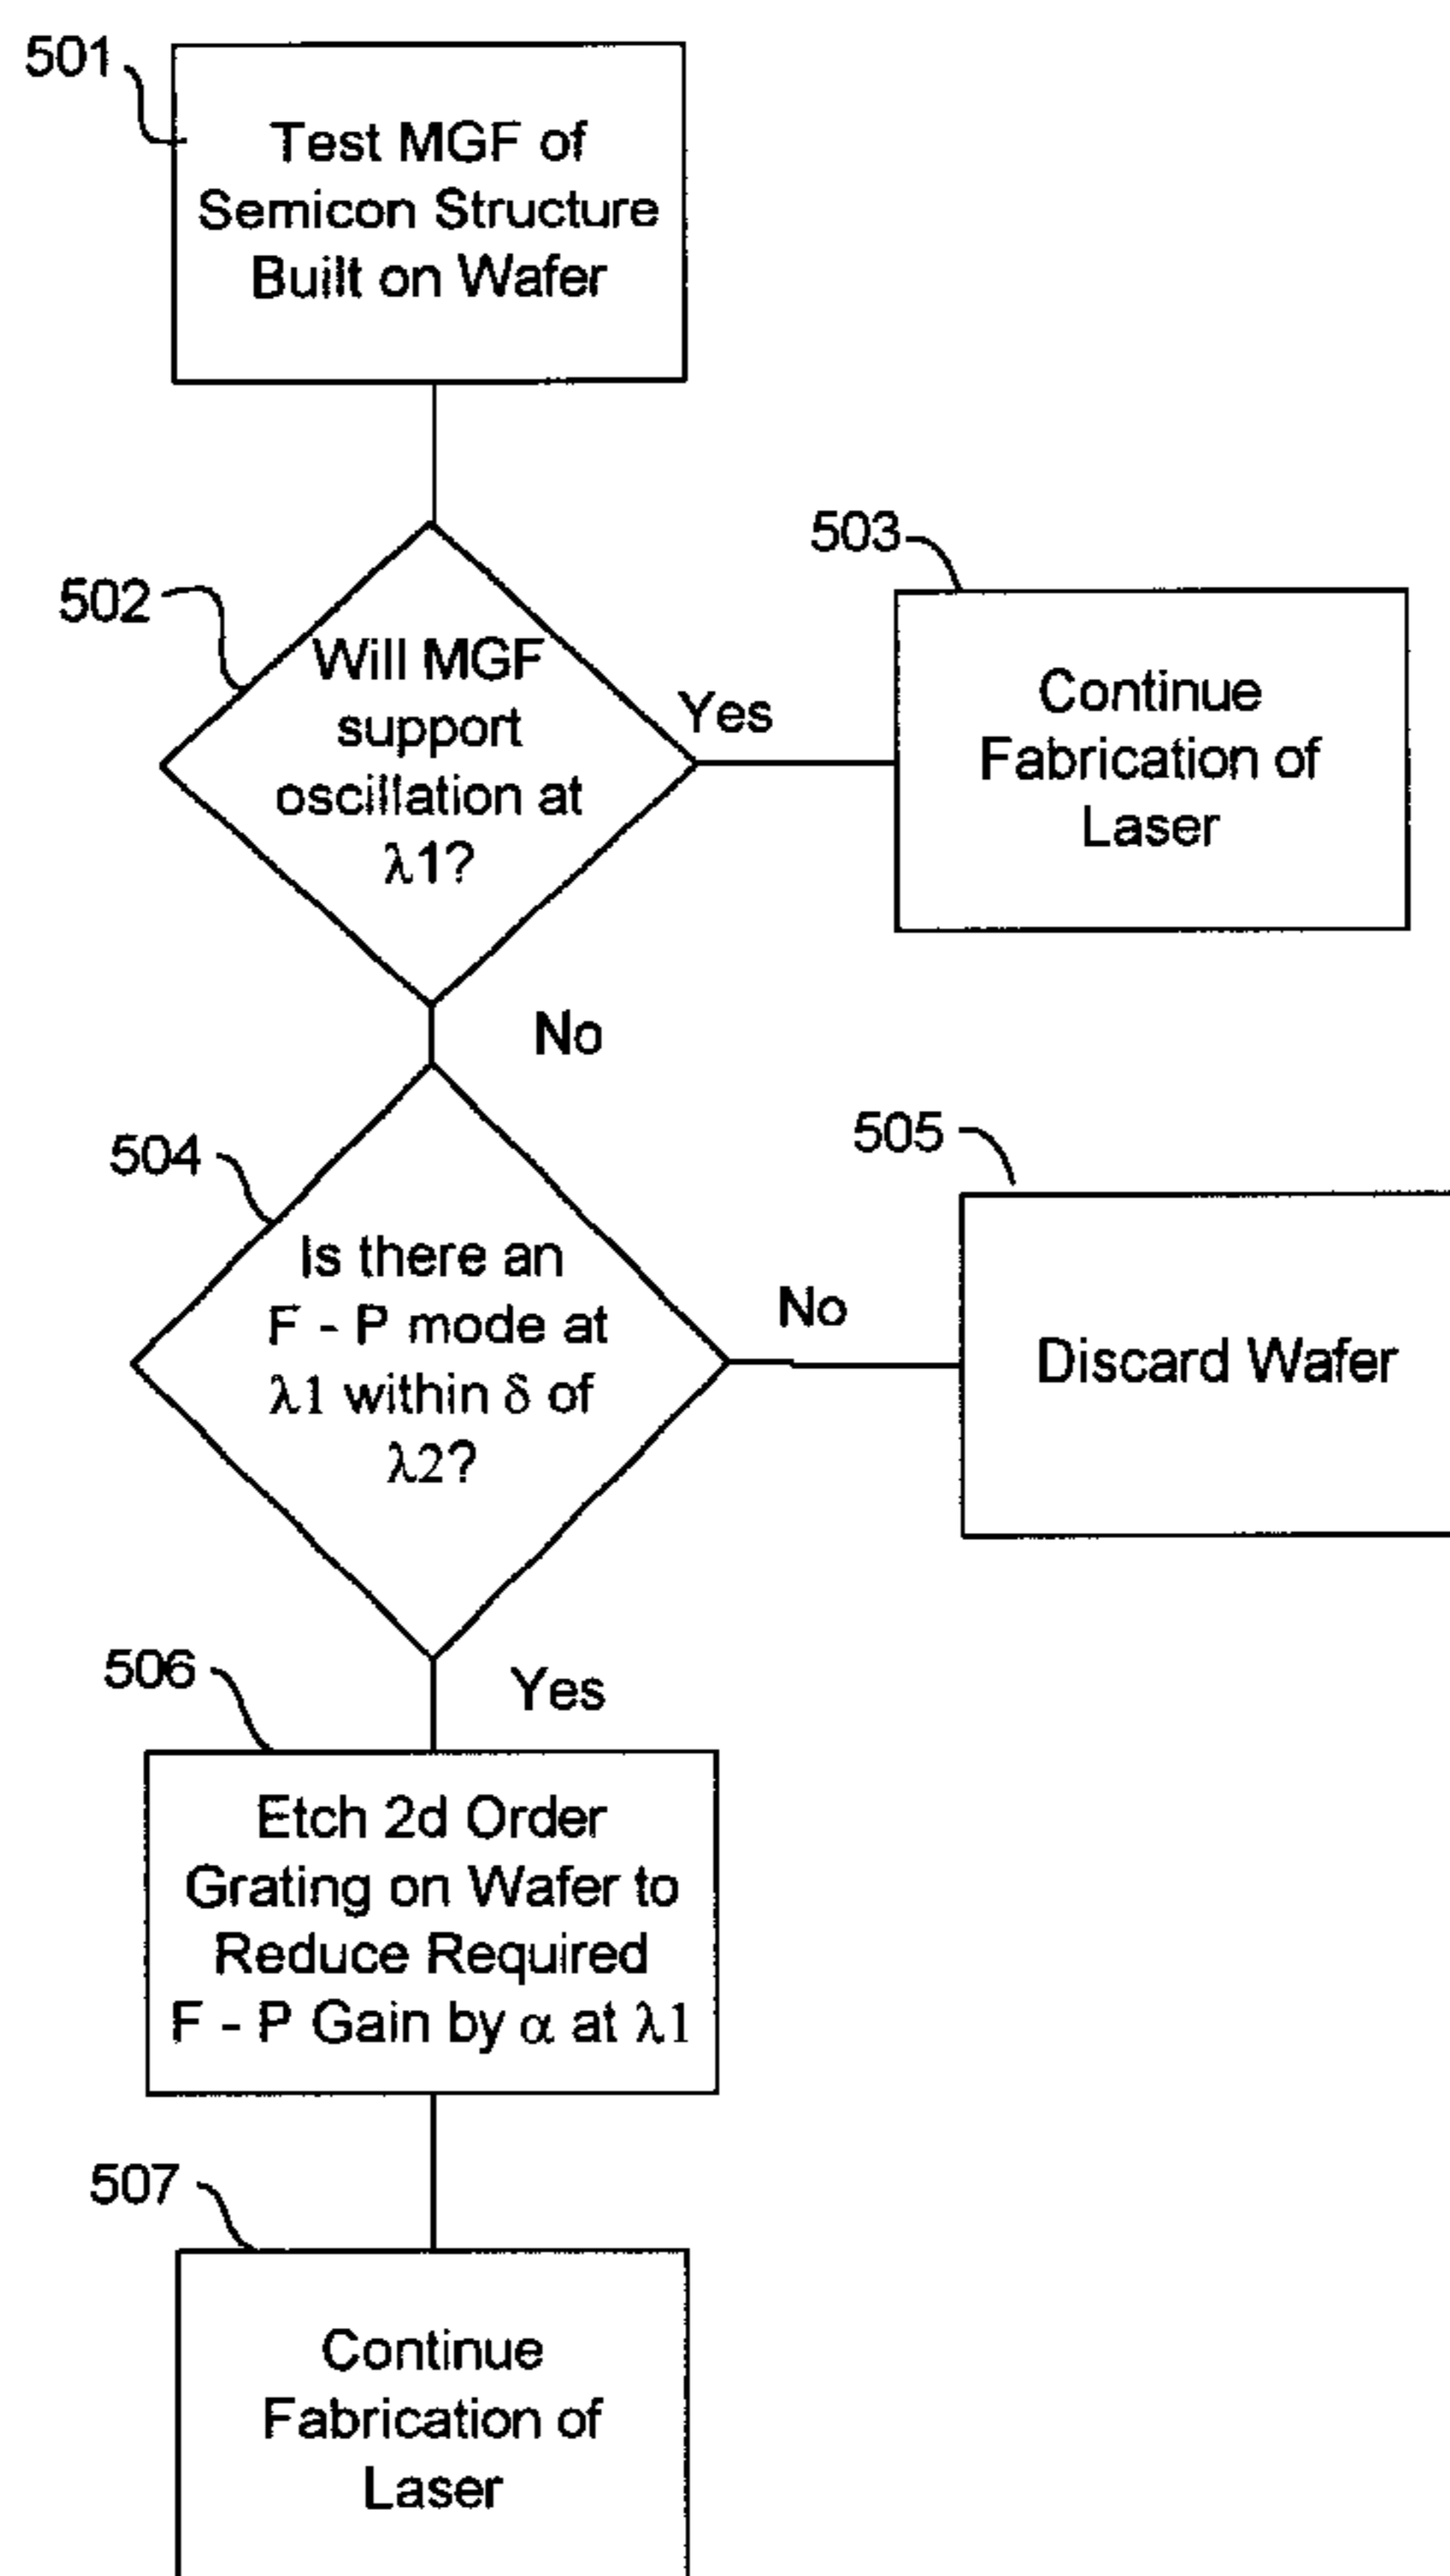 501
Test MGF of
Semicon Structure
Built on Wafer
502
Will MGF
support
oscillation at
λ1?
Yes
503
Continue
Fabrication of
Laser
No
504
Is there an
F - P mode at
λ1 within δ of
λ2?
No
505
Discard Wafer
Yes
506
Etch 2d Order
Grating on Wafer to
Reduce Required
F - P Gain by α at λ1
507
Continue
Fabrication of
Laser